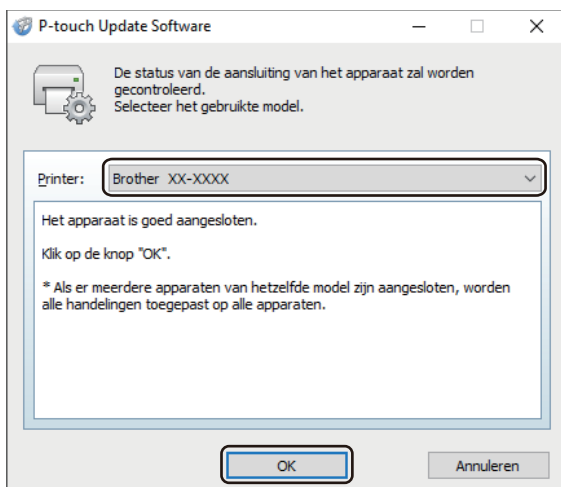 P-touch Update Software
De status van de aansluiting van het apparaat zal worden
gecontroleerd.
Selecteer het gebruikte model.
Printer: Brother XX-XXXX
Het apparaat is goed aangesloten.
Klik op de knop "OK".
* Als er meerdere apparaten van hetzelfde model zijn aangesloten, worden
alle handelingen toegepast op alle apparaten.
OK Annuleren